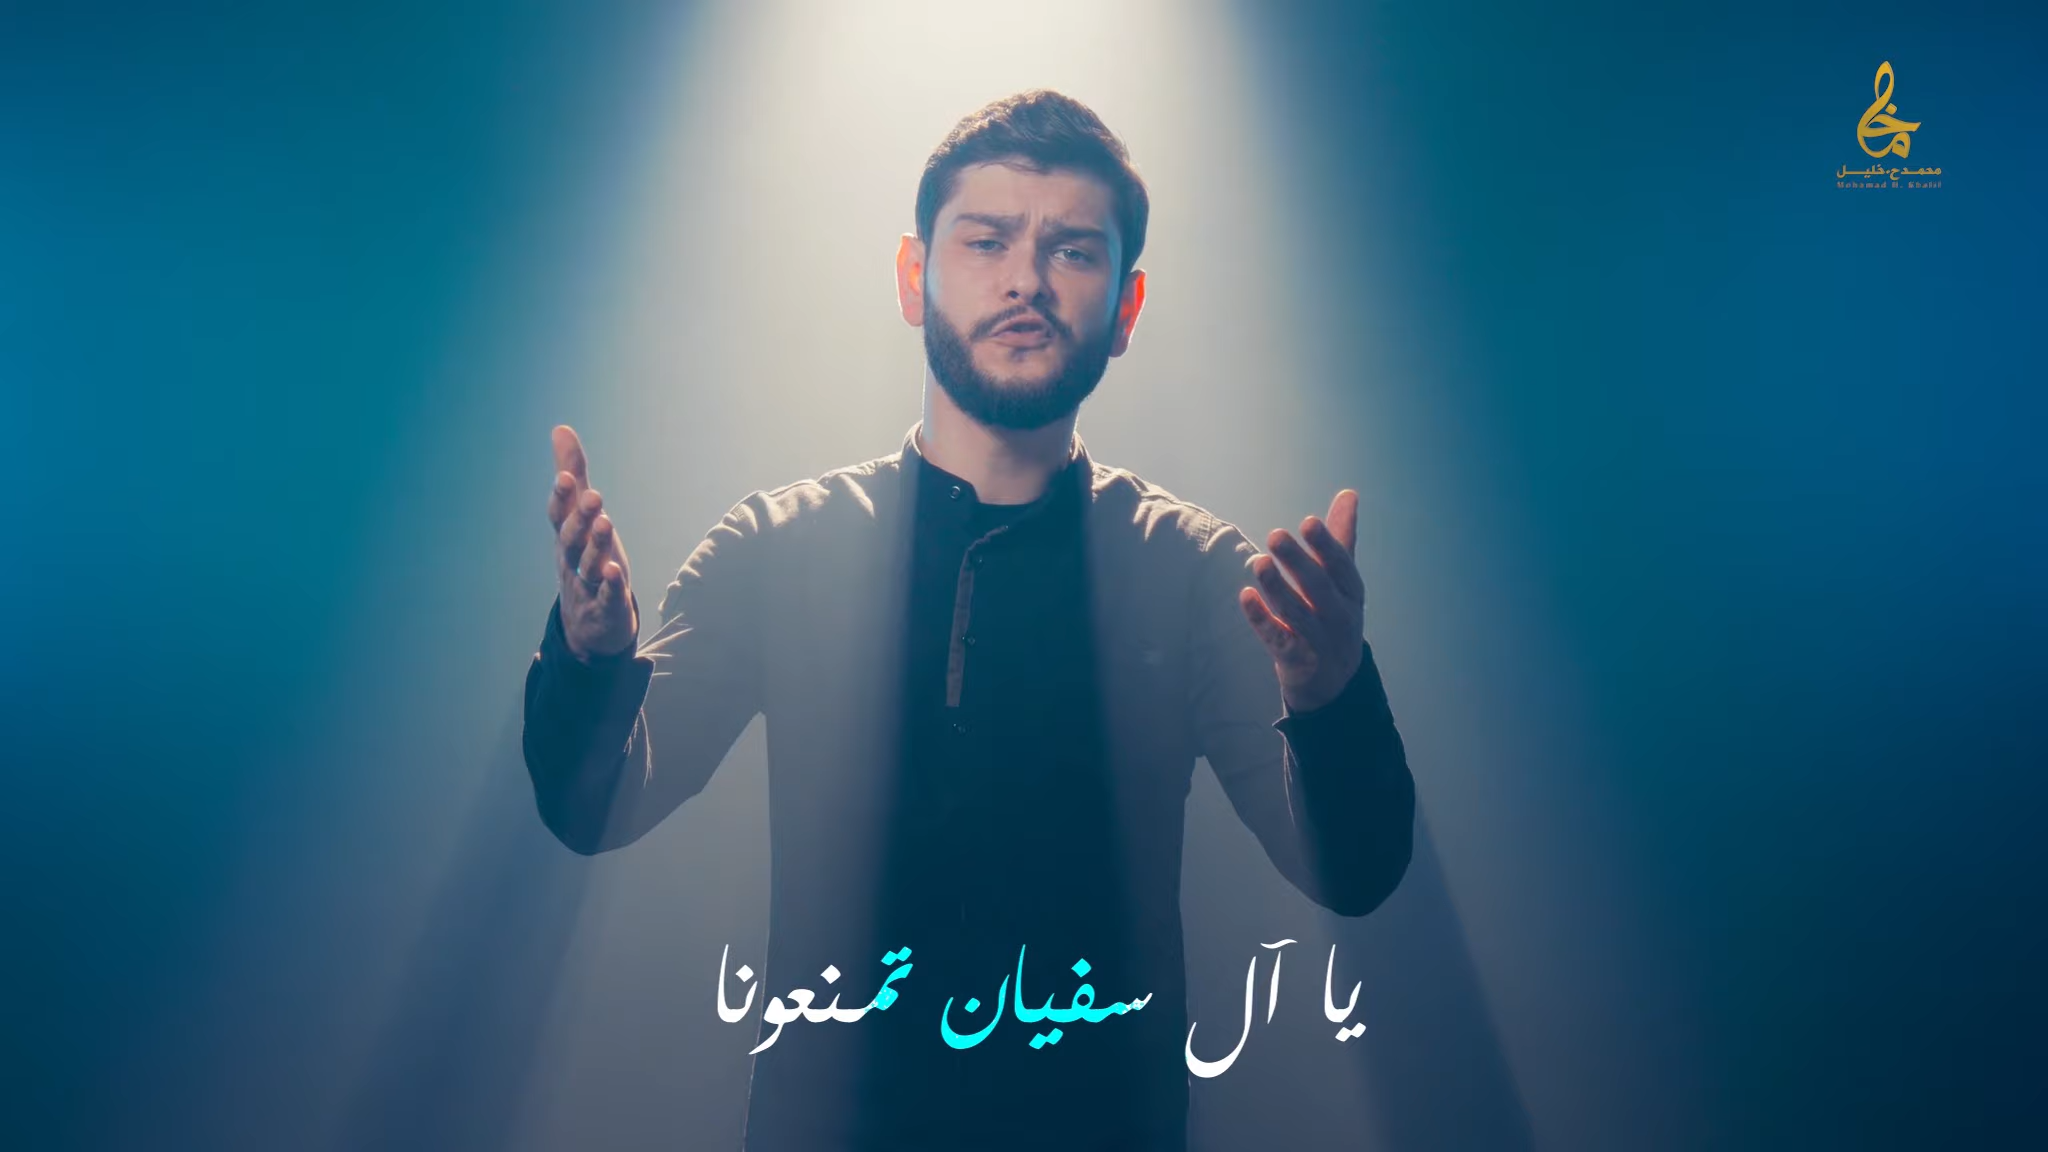 محمد ح. خليل
Mohamad H. Khalil
يا آل سفيان تمنعونا